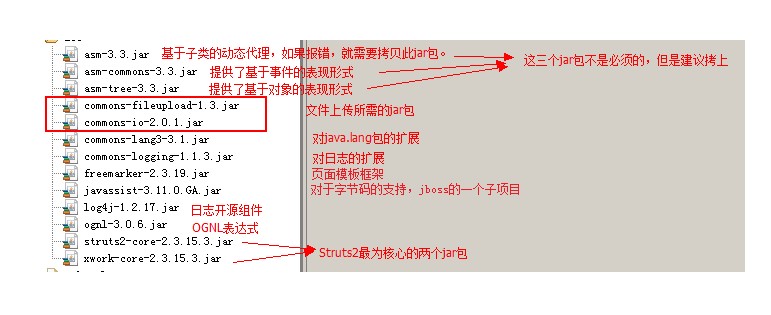 asm-3.3.jar 基于子类的动态代理，如果报错，就需要拷贝此jar包。
这三个jar包不是必须的，但是建议拷上
asm-commons-3.3.jar 提供了基于事件的表现形式
asm-tree-3.3.jar 提供了基于对象的表现形式
commons-fileupload-1.3.jar
文件上传所需的jar包
commons-io-2.0.1.jar
commons-lang3-3.1.jar 对java.lang包的扩展
commons-logging-1.1.3.jar 对日志的扩展
freemarker-2.3.19.jar 页面模板框架
javassist-3.11.0.GA.jar 对于字节码的支持，jboss的一个子项目
log4j-1.2.17.jar 日志开源组件
ognl-3.0.6.jar OGNL表达式
struts2-core-2.3.15.3.jar
Struts2最为核心的两个jar包
xwork-core-2.3.15.3.jar